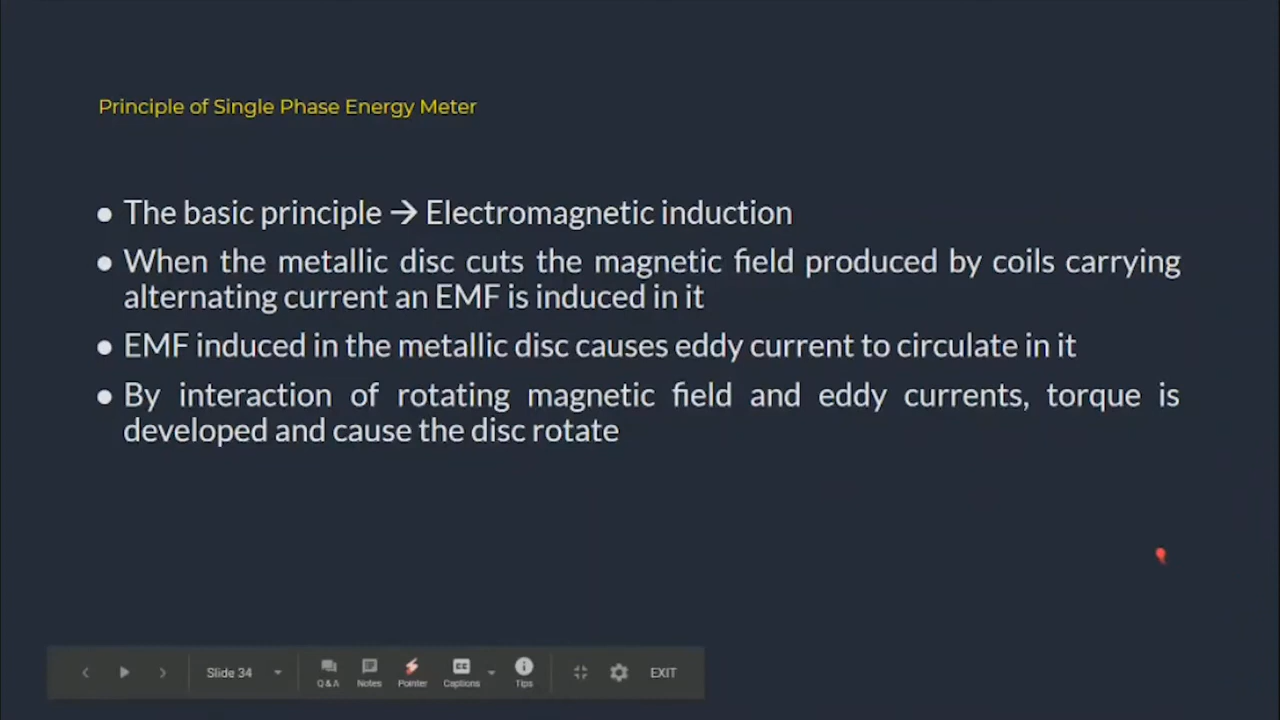 Principle of Single Phase Energy Meter
● The basic principle → Electromagnetic induction
● When the metallic disc cuts the magnetic field produced by coils carrying
alternating current an EMF is induced in it
● EMF induced in the metallic disc causes eddy current to circulate in it
● By interaction of rotating magnetic field and eddy currents, torque is
developed and cause the disc rotate
Slide 34 Q&A Notes Pointer CC Captions Tips EXIT